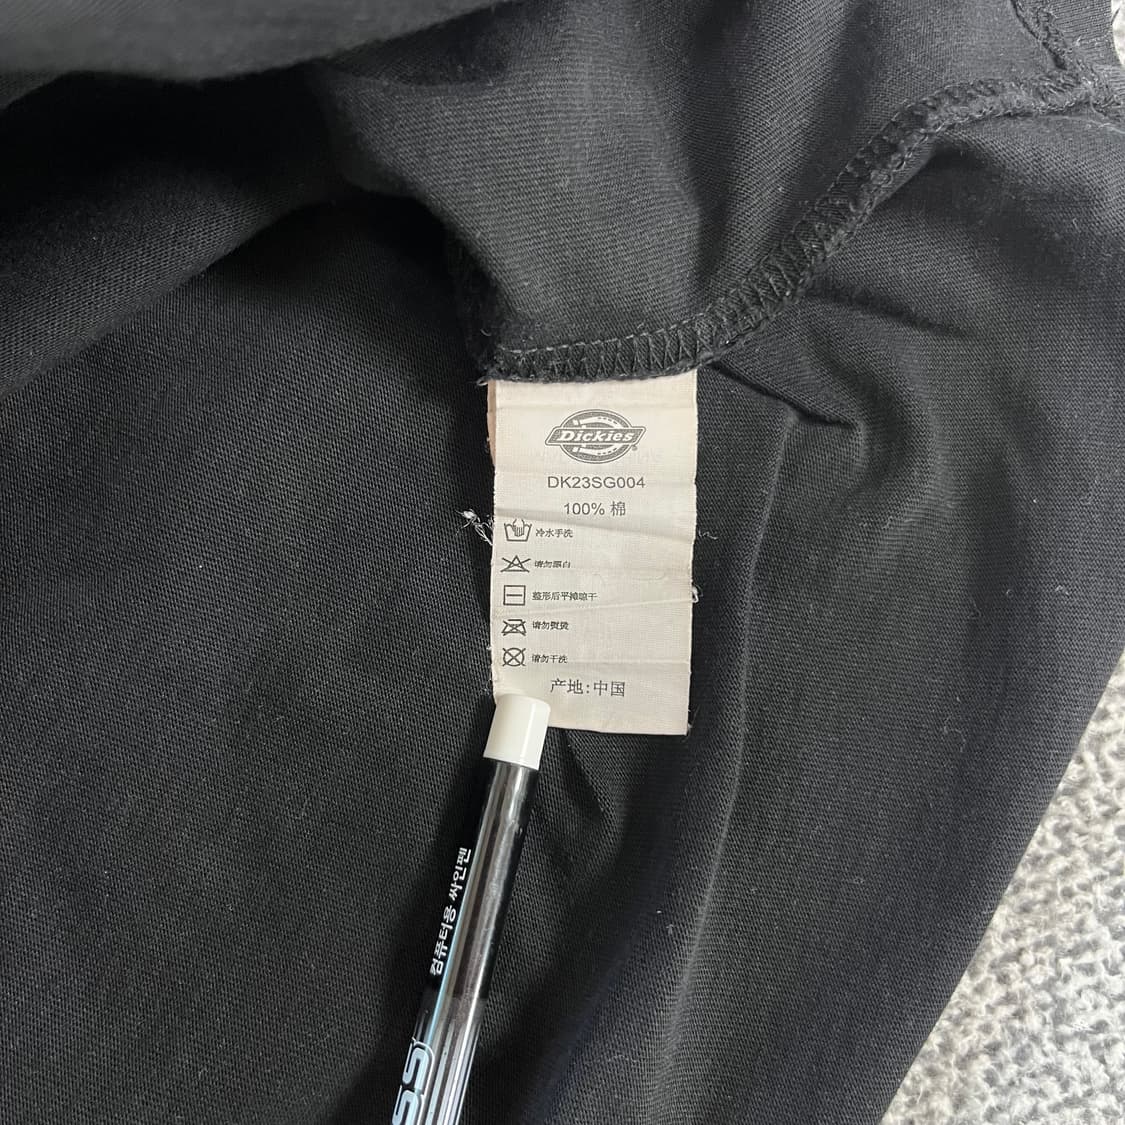 Dickies
DK23SG004
100% 棉
冷水手洗
请勿漂白
整形后平摊晾干
请勿熨烫
请勿干洗
产地:中国
컴퓨터용 싸인펜
SS